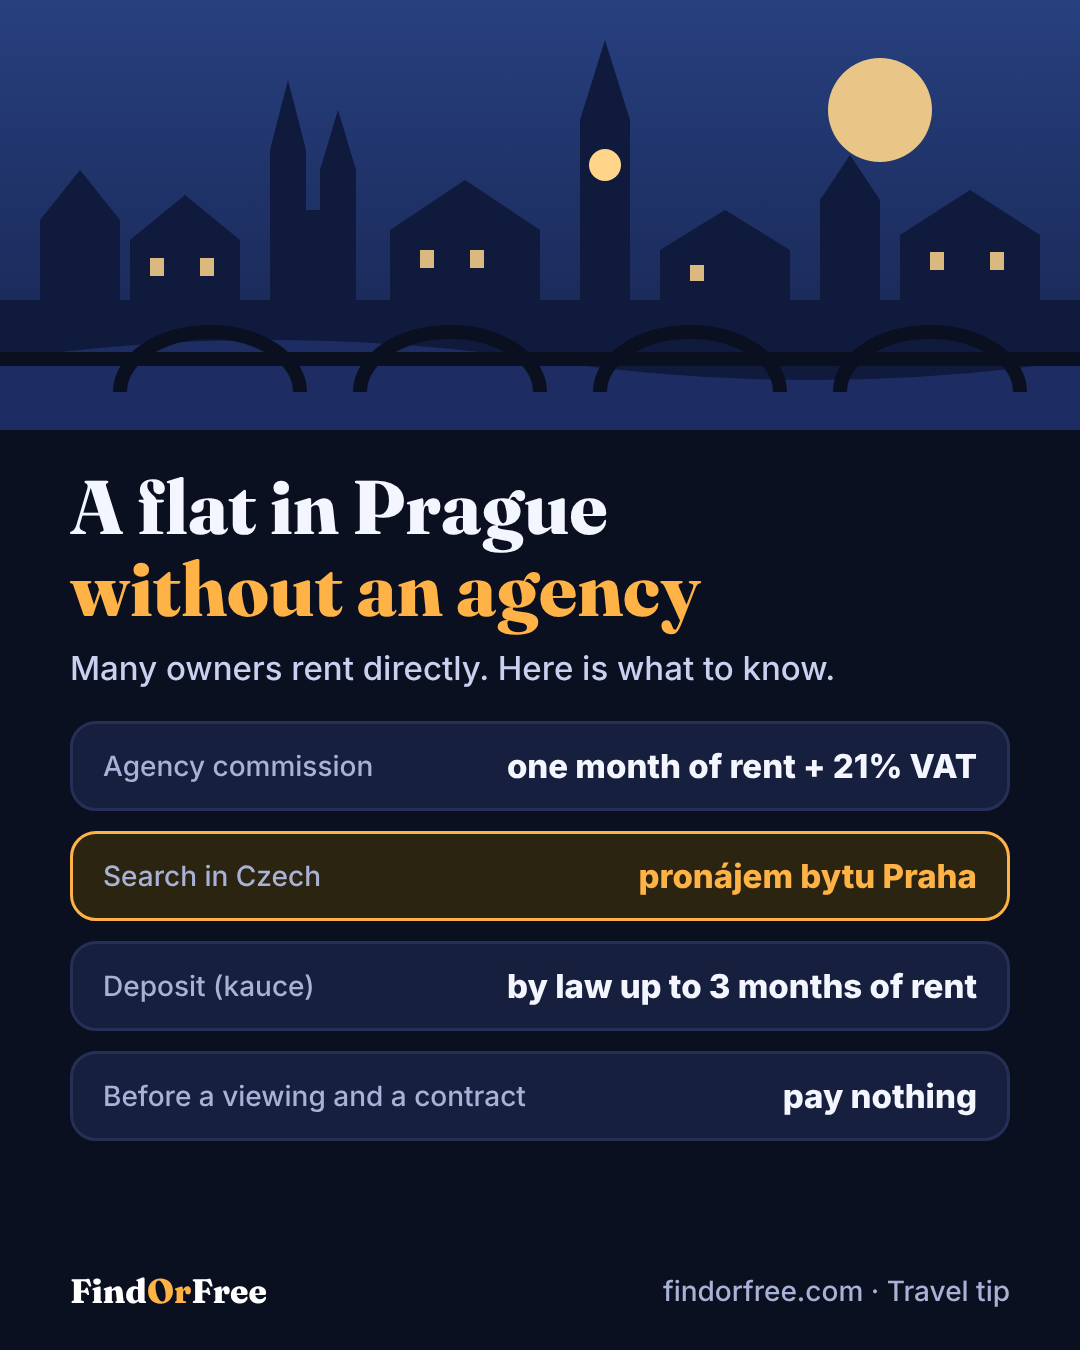 A flat in Prague
without an agency
Many owners rent directly. Here is what to know.
Agency commission one month of rent + 21% VAT
Search in Czech pronájem bytu Praha
Deposit (kauce) by law up to 3 months of rent
Before a viewing and a contract pay nothing
FindOrFree findorfree.com · Travel tip